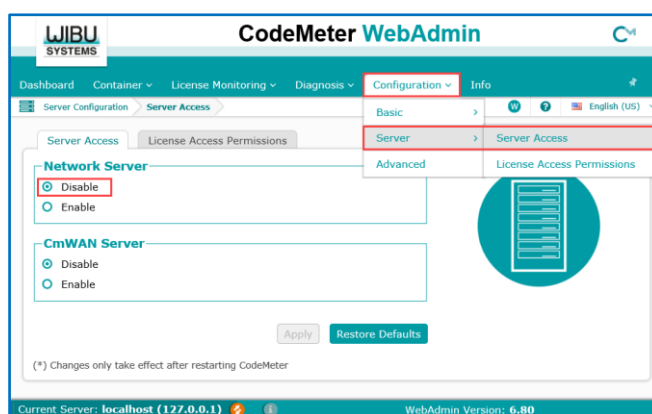 WIBU
SYSTEMS
CodeMeter WebAdmin
CM
Dashboard Container License Monitoring Diagnosis Configuration Info
Server Configuration Server Access
W ? English (US)
Basic >
Server > Server Access
Advanced License Access Permissions
Server Access License Access Permissions
Network Server
Disable
Enable
CmWAN Server
Disable
Enable
Apply Restore Defaults
(*) Changes only take effect after restarting CodeMeter
Current Server: localhost (127.0.0.1) WebAdmin Version: 6.80